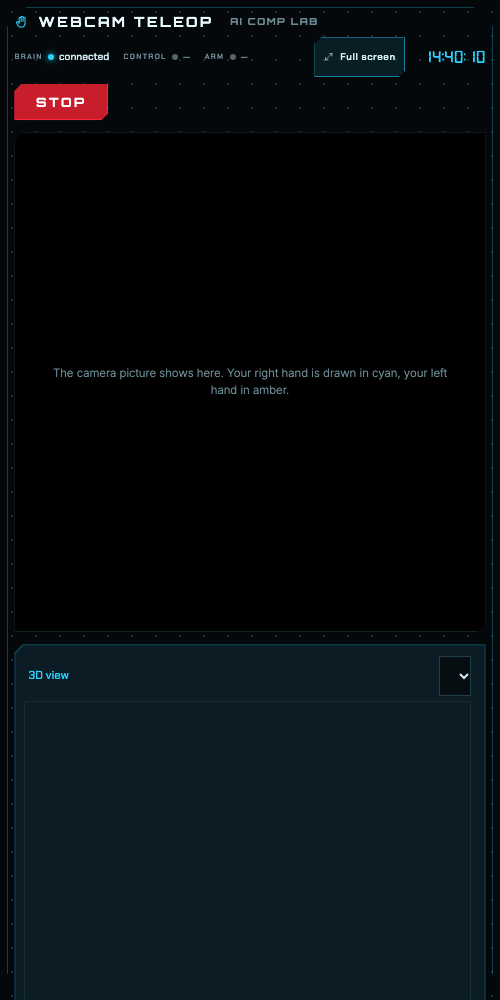 WEBCAM TELEOP AI COMP LAB
BRAIN connected CONTROL — ARM — Full screen 14:40:10
STOP
The camera picture shows here. Your right hand is drawn in cyan, your left
hand in amber.
3D view